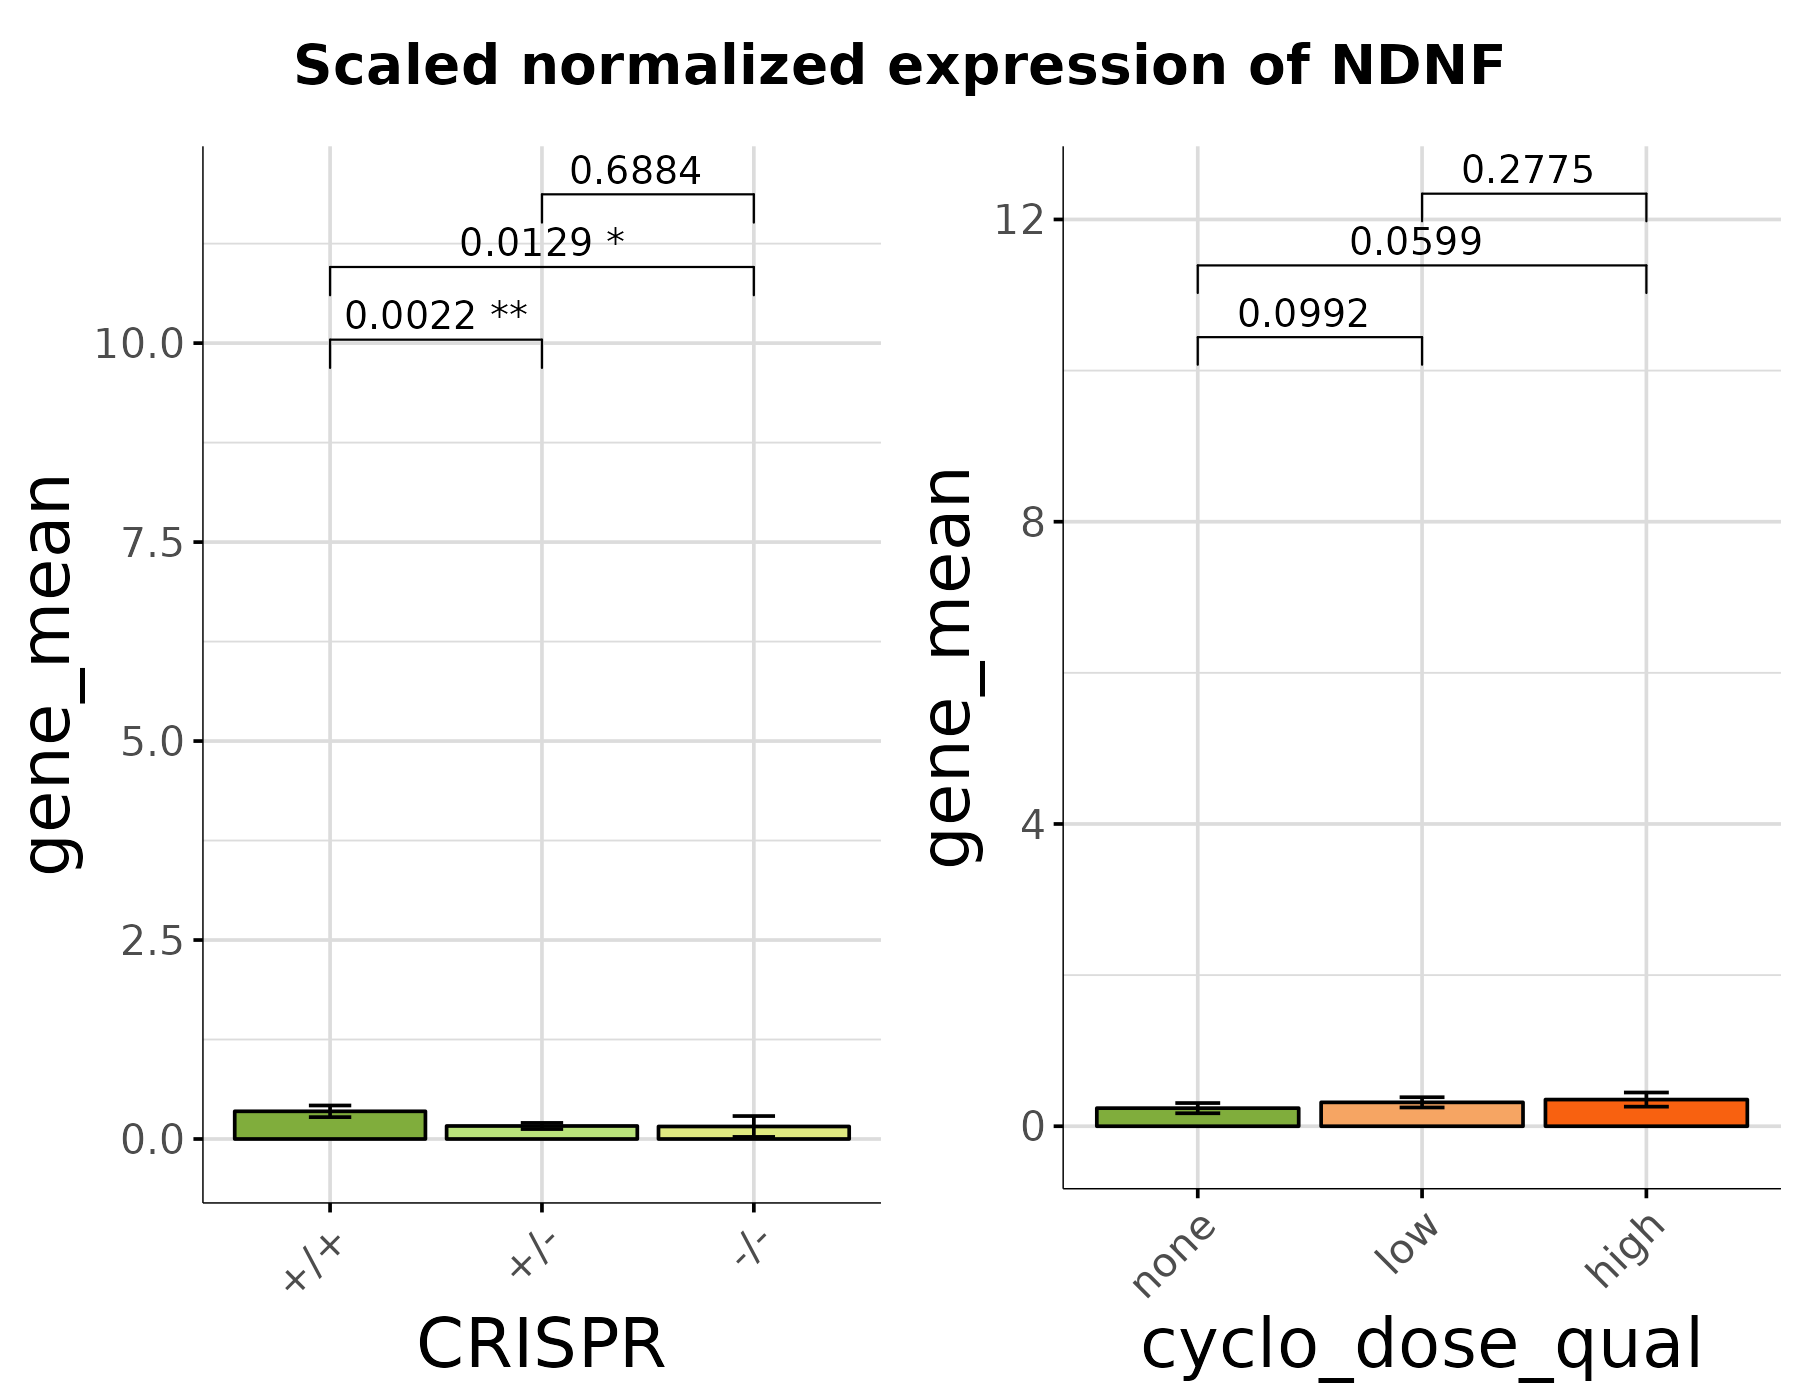 Scaled normalized expression of NDNF
gene_mean
10.0
7.5
5.0
2.5
0.0
0.6884
0.0129 *
0.0022 **
+/+
+/-
-/-
CRISPR
gene_mean
12
8
4
0
0.2775
0.0599
0.0992
none
low
high
cyclo_dose_qual